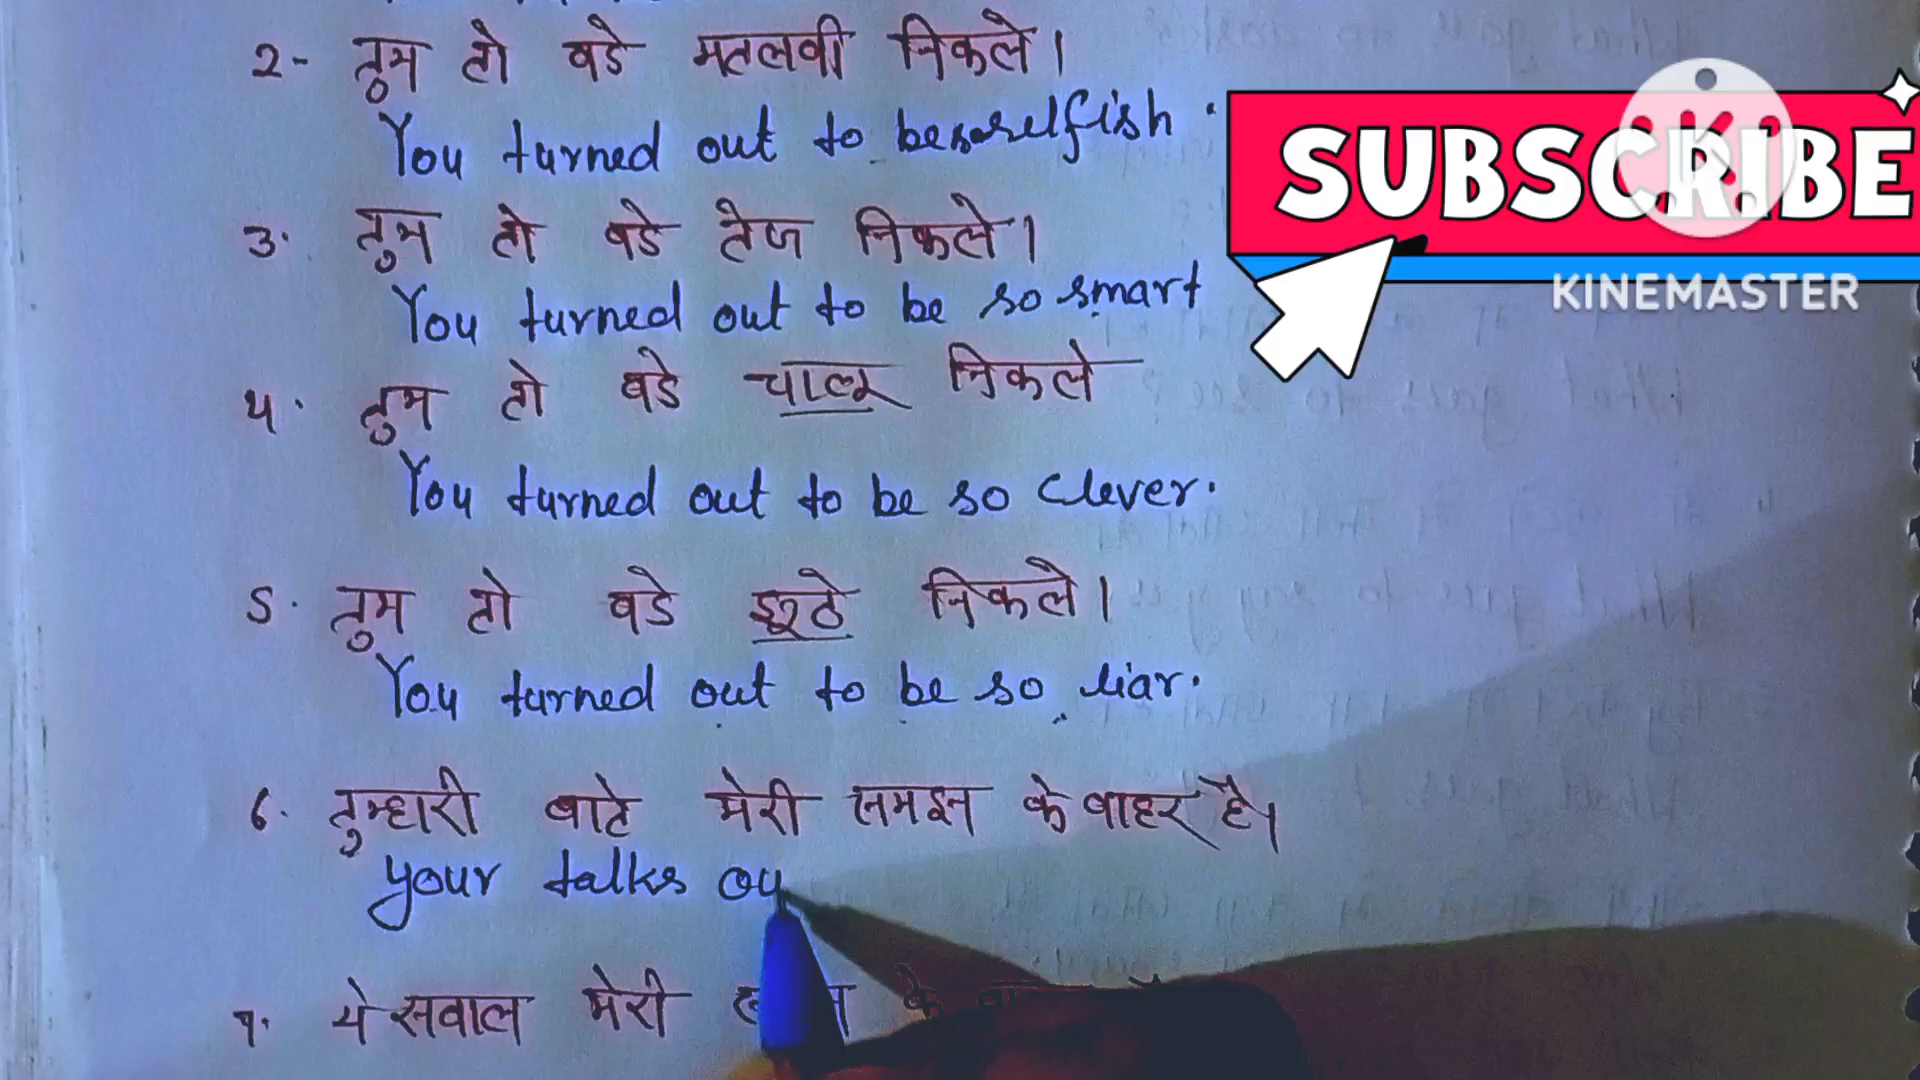 2- तुम तो बडे मतलबी निकले।
You turned out to be so selfish.
3. तुम तो बडे तेज निकले।
You turned out to be so smart
4. तुम तो बडे चालू निकले
You turned out to be so clever.
5. तुम तो बडे झूठे निकले।
You turned out to be so liar.
6. तुम्हारी बाते मेरी समझ के बाहर है।
your talks ou
7. ये सवाल मेरी के
SUBSCRIBE
KINEMASTER